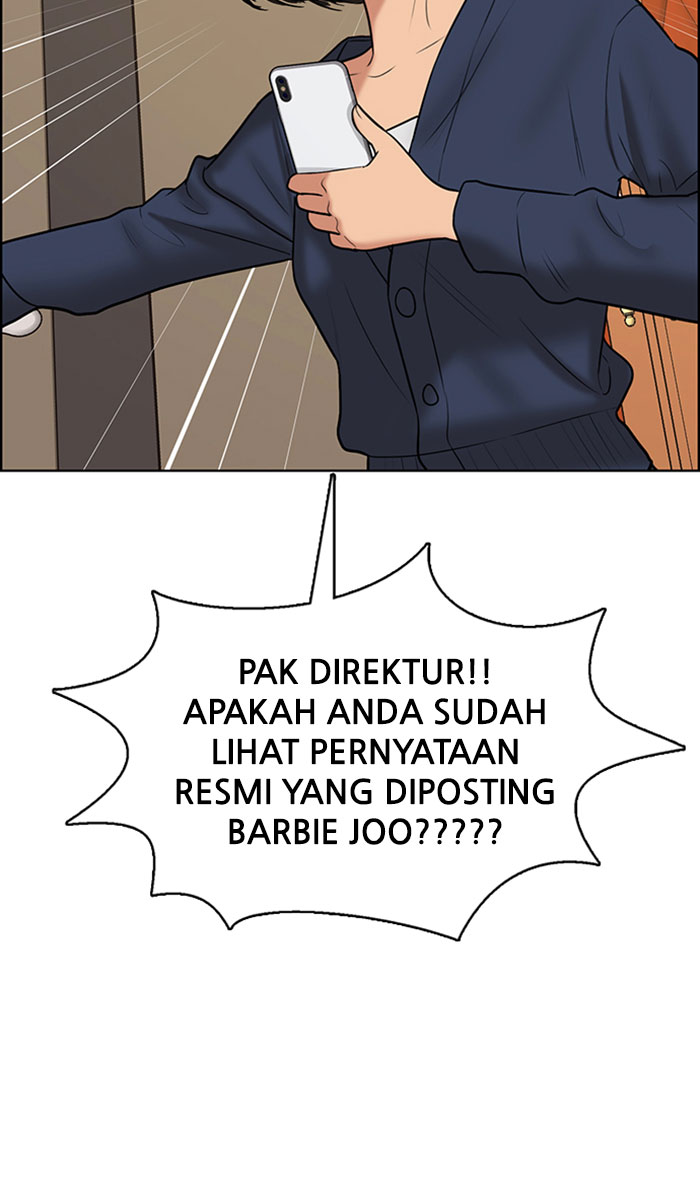 PAK DIREKTUR!!
APAKAH ANDA SUDAH
LIHAT PERNYATAAN
RESMI YANG DIPOSTING
BARBIE JOO?????